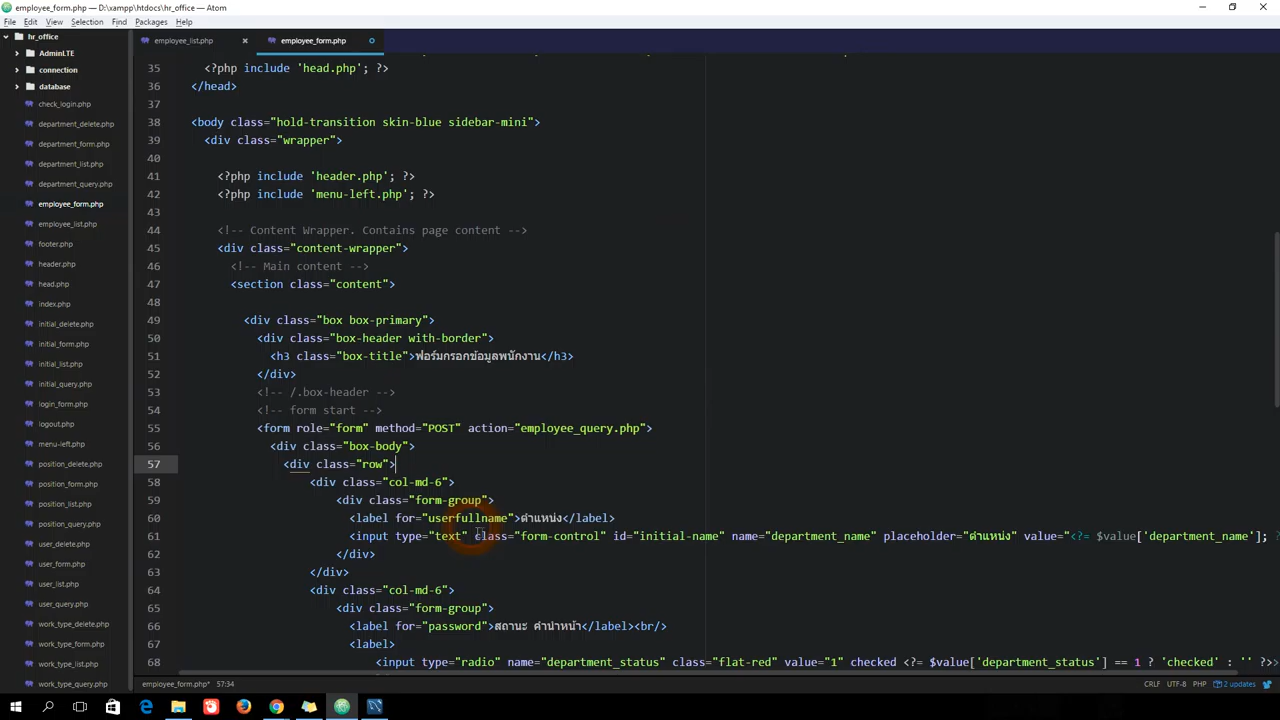 employee_form.php — D:\xampp\htdocs\hr_office — Atom
File Edit View Selection Find Packages Help
hr_office
AdminLTE
connection
database
check_login.php
department_delete.php
department_form.php
department_list.php
department_query.php
employee_form.php
employee_list.php
footer.php
header.php
head.php
index.php
initial_delete.php
initial_form.php
initial_list.php
initial_query.php
login_form.php
logout.php
menu-left.php
position_delete.php
position_form.php
position_list.php
position_query.php
user_delete.php
user_form.php
user_list.php
user_query.php
work_type_delete.php
work_type_form.php
work_type_list.php
work_type_query.php
employee_list.php
employee_form.php
35 <?php include 'head.php'; ?>
36 </head>
37
38 <body class="hold-transition skin-blue sidebar-mini">
39 <div class="wrapper">
40
41 <?php include 'header.php'; ?>
42 <?php include 'menu-left.php'; ?>
43
44 <!-- Content Wrapper. Contains page content -->
45 <div class="content-wrapper">
46 <!-- Main content -->
47 <section class="content">
48
49 <div class="box box-primary">
50 <div class="box-header with-border">
51 <h3 class="box-title">ฟอร์มกรอกข้อมูลพนักงาน</h3>
52 </div>
53 <!-- /.box-header -->
54 <!-- form start -->
55 <form role="form" method="POST" action="employee_query.php">
56 <div class="box-body">
57 <div class="row">
58 <div class="col-md-6">
59 <div class="form-group">
60 <label for="userfullname">ตำแหน่ง</label>
61 <input type="text" class="form-control" id="initial-name" name="department_name" placeholder="ตำแหน่ง" value="<?= $value['department_name']; ?
62 </div>
63 </div>
64 <div class="col-md-6">
65 <div class="form-group">
66 <label for="password">สถานะ คำนำหน้า</label><br/>
67 <label>
68 <input type="radio" name="department_status" class="flat-red" value="1" checked <?= $value['department_status'] == 1 ? 'checked' : '' ?>>
employee_form.php* 57:34
CRLF UTF-8 PHP 2 updates